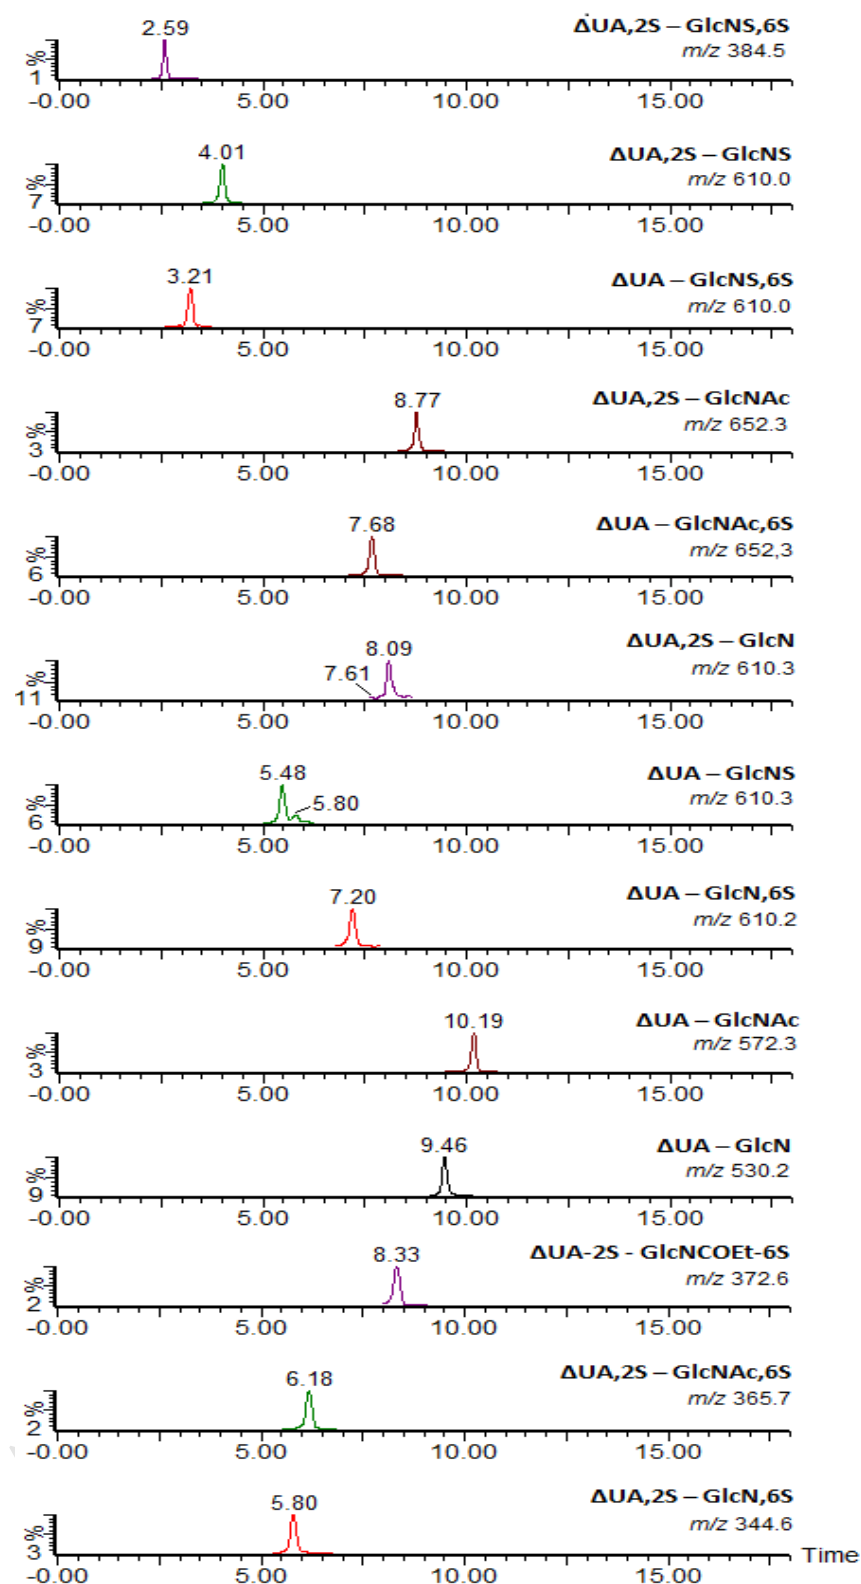 2.59
ΔUA,2S – GlcNS,6S
m/z 384.5
%
1
-0.00 5.00 10.00 15.00
4.01
ΔUA,2S – GlcNS
m/z 610.0
%
7
-0.00 5.00 10.00 15.00
3.21
ΔUA – GlcNS,6S
m/z 610.0
%
7
-0.00 5.00 10.00 15.00
8.77
ΔUA,2S – GlcNAc
m/z 652.3
%
3
-0.00 5.00 10.00 15.00
7.68
ΔUA – GlcNAc,6S
m/z 652,3
%
6
-0.00 5.00 10.00 15.00
8.09
ΔUA,2S – GlcN
7.61
m/z 610.3
%
11
-0.00 5.00 10.00 15.00
5.48
ΔUA – GlcNS
5.80
m/z 610.3
%
6
-0.00 5.00 10.00 15.00
7.20
ΔUA – GlcN,6S
m/z 610.2
%
9
-0.00 5.00 10.00 15.00
10.19
ΔUA – GlcNAc
m/z 572.3
%
3
-0.00 5.00 10.00 15.00
9.46
ΔUA – GlcN
m/z 530.2
%
9
-0.00 5.00 10.00 15.00
8.33
ΔUA-2S - GlcNCOEt-6S
m/z 372.6
%
2
-0.00 5.00 10.00 15.00
6.18
ΔUA,2S – GlcNAc,6S
m/z 365.7
%
2
-0.00 5.00 10.00 15.00
5.80
ΔUA,2S – GlcN,6S
m/z 344.6
%
3
Time
-0.00 5.00 10.00 15.00